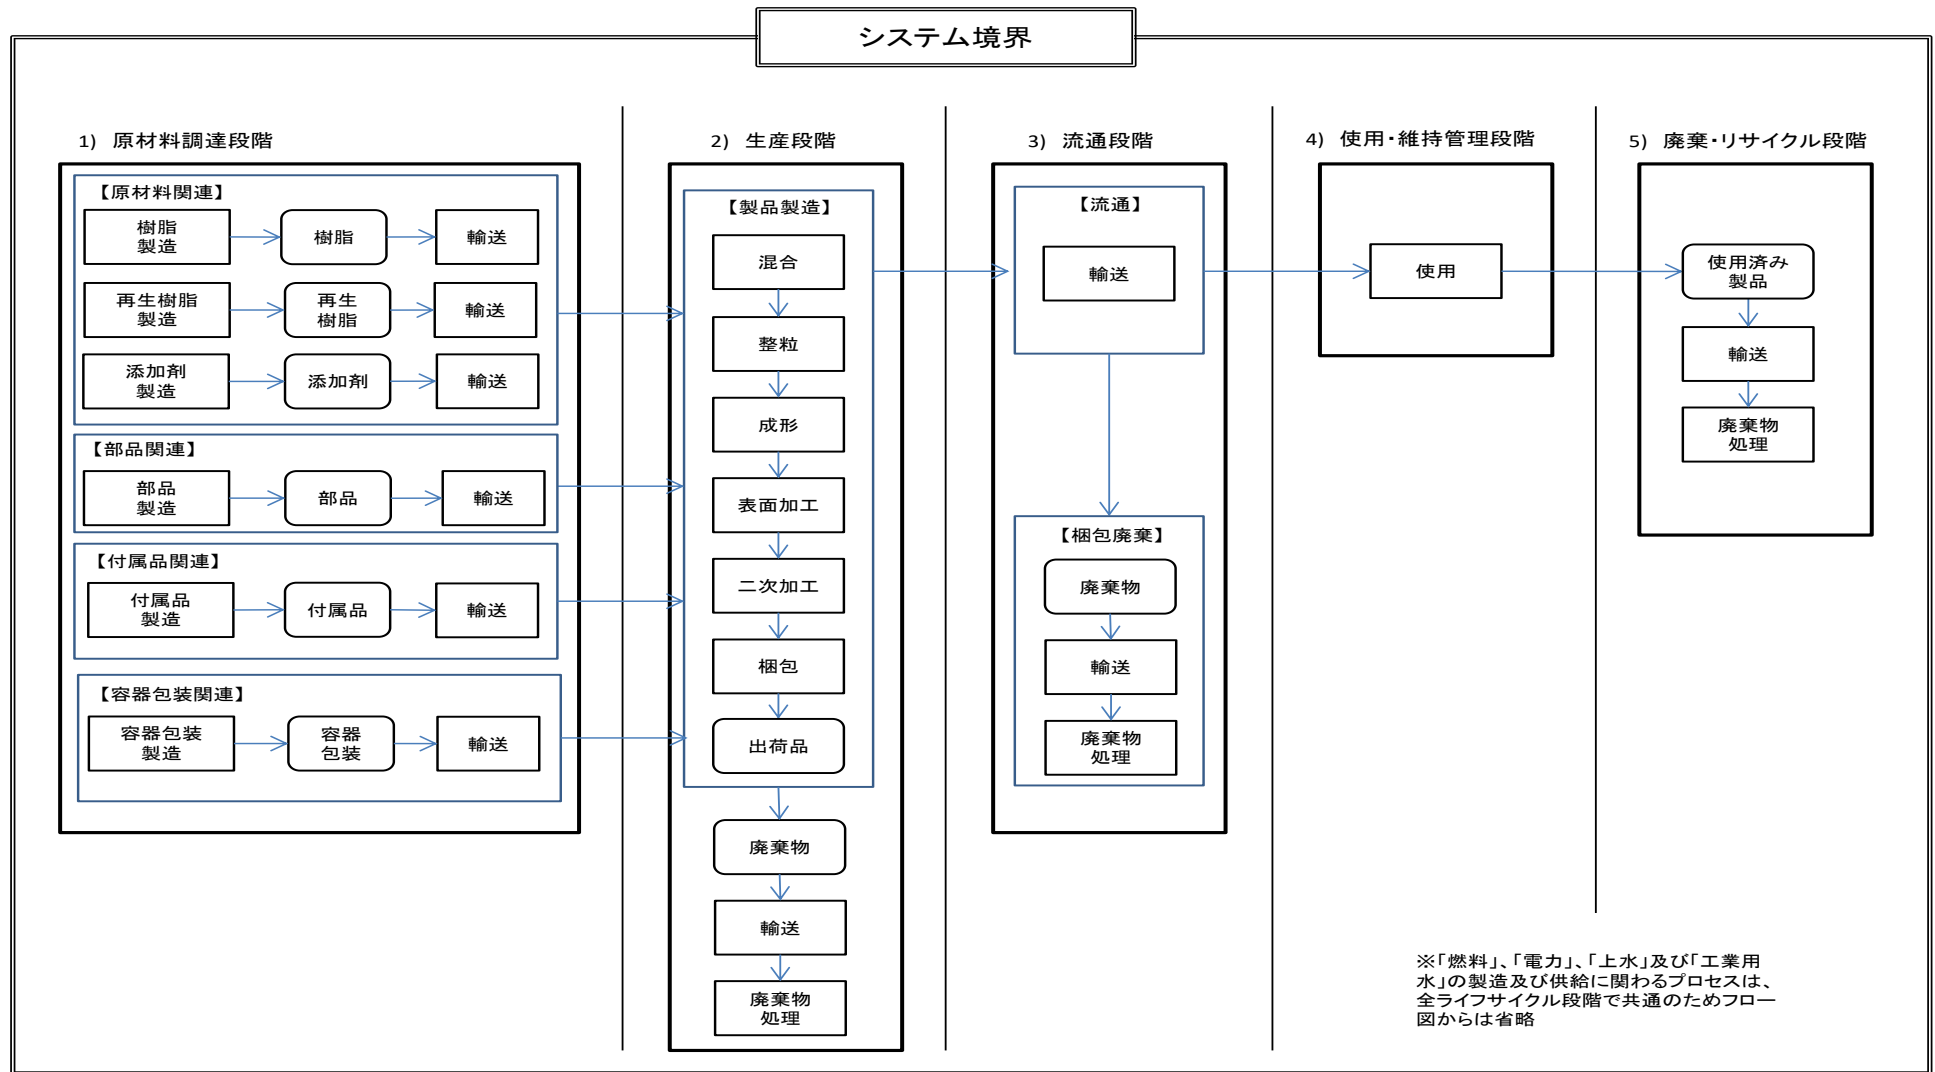 システム境界
1) 原材料調達段階
【原材料関連】
樹脂
製造
樹脂
輸送
再生樹脂
製造
再生
樹脂
輸送
添加剤
製造
添加剤
輸送
【部品関連】
部品
製造
部品
輸送
【付属品関連】
付属品
製造
付属品
輸送
【容器包装関連】
容器包装
製造
容器
包装
輸送
2) 生産段階
【製品製造】
混合
整粒
成形
表面加工
二次加工
梱包
出荷品
廃棄物
輸送
廃棄物
処理
3) 流通段階
【流通】
輸送
【梱包廃棄】
廃棄物
輸送
廃棄物
処理
4) 使用・維持管理段階
使用
5) 廃棄・リサイクル段階
使用済み
製品
輸送
廃棄物
処理
※「燃料」、「電力」、「上水」及び「工業用
水」の製造及び供給に関わるプロセスは、
全ライフサイクル段階で共通のためフロー
図からは省略